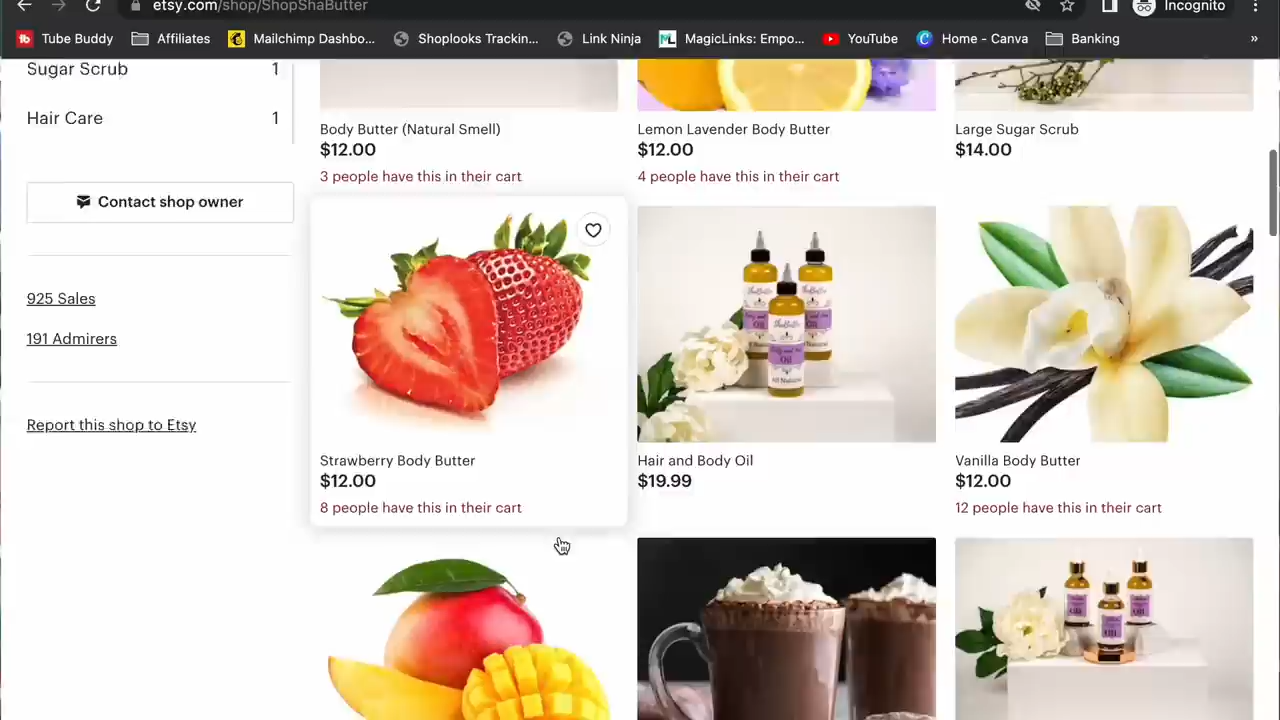 etsy.com/shop/ShopShaButter
Incognito
Tube Buddy
Affiliates
Mailchimp Dashbo...
Shoplooks Trackin...
Link Ninja
MagicLinks: Empo...
YouTube
Home - Canva
Banking
»
Sugar Scrub 1
Hair Care 1
Contact shop owner
925 Sales
191 Admirers
Report this shop to Etsy
Body Butter (Natural Smell)
$12.00
3 people have this in their cart
Lemon Lavender Body Butter
$12.00
4 people have this in their cart
Large Sugar Scrub
$14.00
Strawberry Body Butter
$12.00
8 people have this in their cart
Hair and Body Oil
$19.99
Vanilla Body Butter
$12.00
12 people have this in their cart